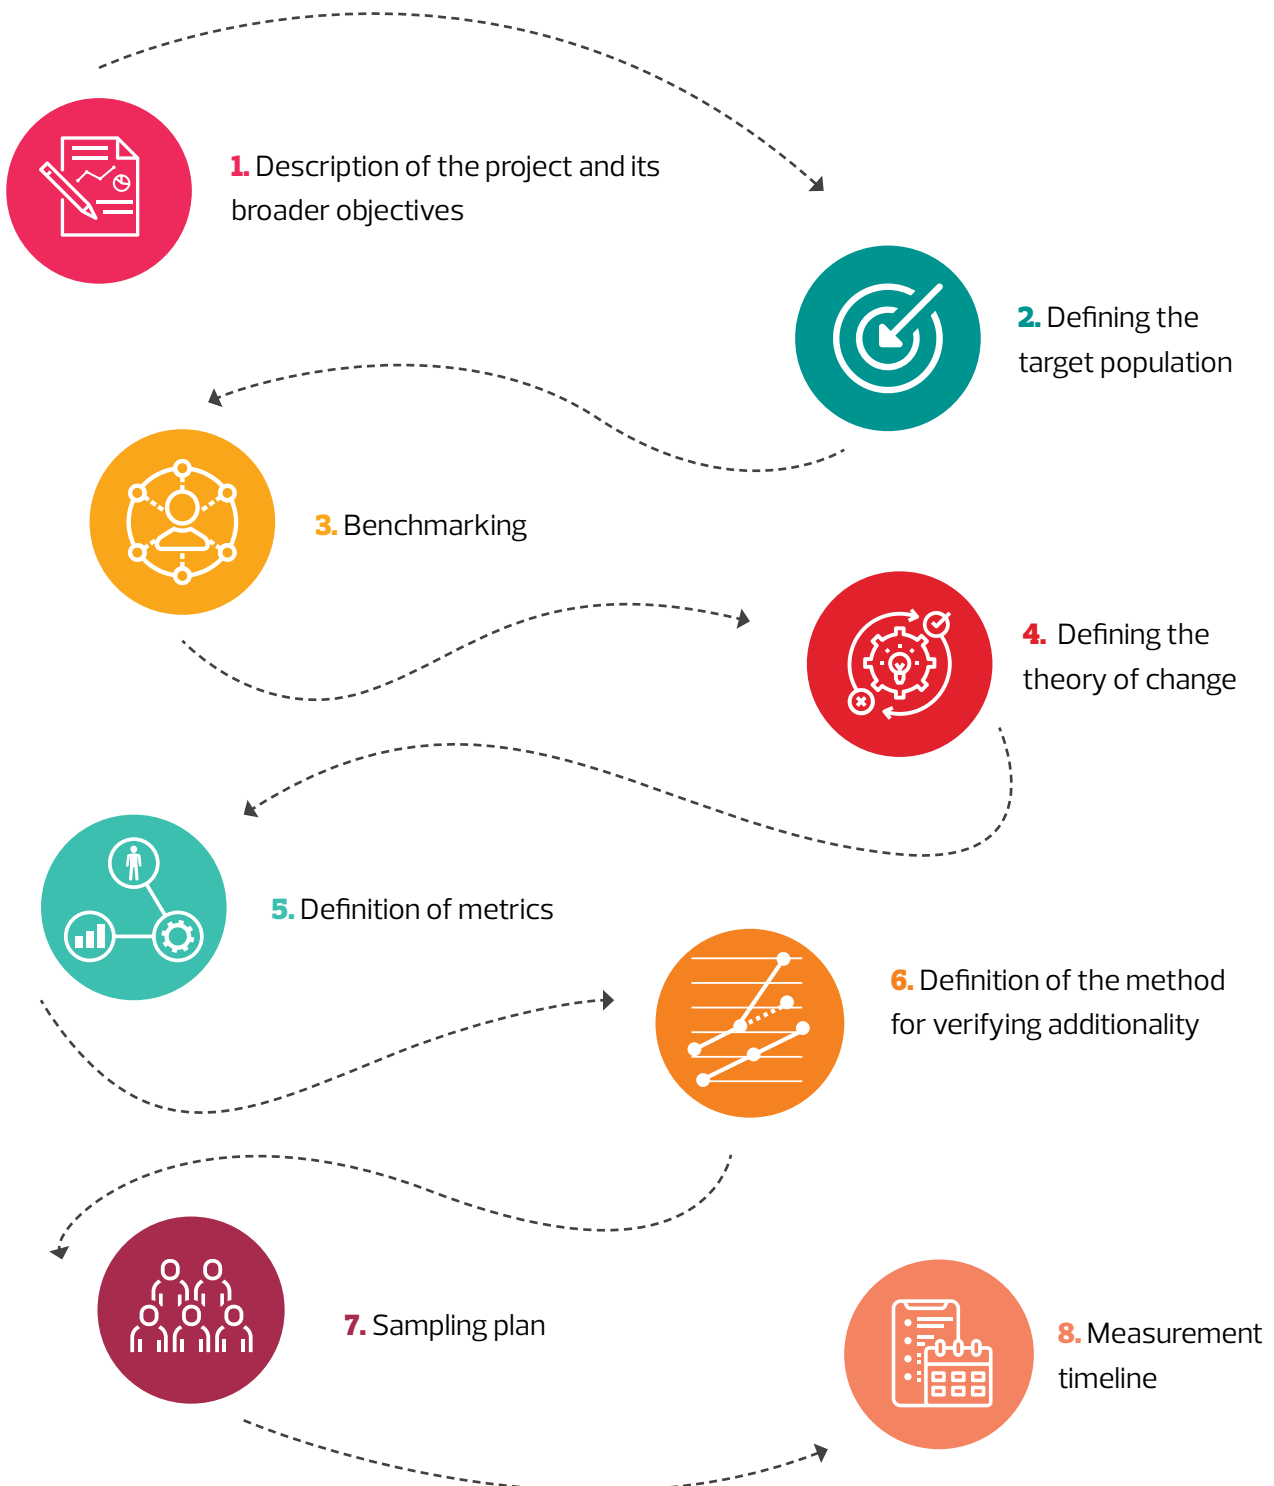 1. Description of the project and its
broader objectives
2. Defining the
target population
3. Benchmarking
4. Defining the
theory of change
5. Definition of metrics
6. Definition of the method
for verifying additionality
7. Sampling plan
8. Measurement
timeline